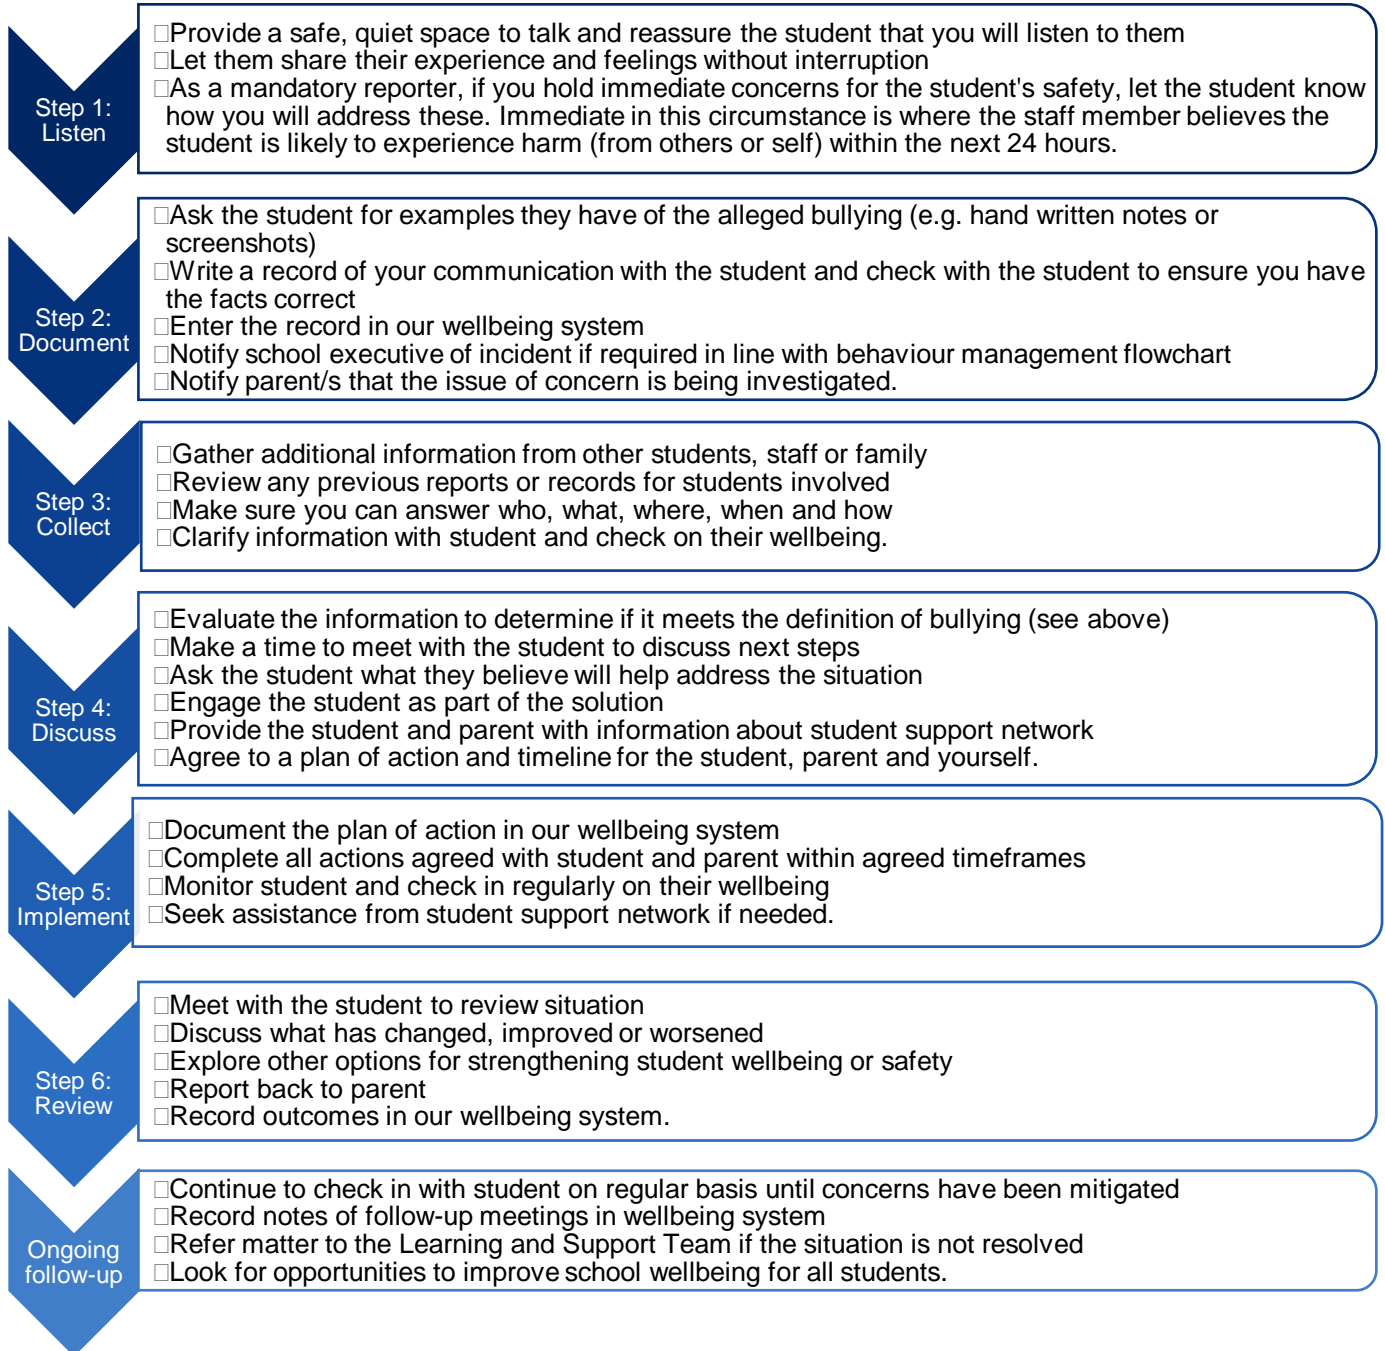 Step 1:
Listen
□Provide a safe, quiet space to talk and reassure the student that you will listen to them
□Let them share their experience and feelings without interruption
□As a mandatory reporter, if you hold immediate concerns for the student's safety, let the student know
how you will address these. Immediate in this circumstance is where the staff member believes the
student is likely to experience harm (from others or self) within the next 24 hours.
Step 2:
Document
□Ask the student for examples they have of the alleged bullying (e.g. hand written notes or
screenshots)
□Write a record of your communication with the student and check with the student to ensure you have
the facts correct
□Enter the record in our wellbeing system
□Notify school executive of incident if required in line with behaviour management flowchart
□Notify parent/s that the issue of concern is being investigated.
Step 3:
Collect
□Gather additional information from other students, staff or family
□Review any previous reports or records for students involved
□Make sure you can answer who, what, where, when and how
□Clarify information with student and check on their wellbeing.
Step 4:
Discuss
□Evaluate the information to determine if it meets the definition of bullying (see above)
□Make a time to meet with the student to discuss next steps
□Ask the student what they believe will help address the situation
□Engage the student as part of the solution
□Provide the student and parent with information about student support network
□Agree to a plan of action and timeline for the student, parent and yourself.
Step 5:
Implement
□Document the plan of action in our wellbeing system
□Complete all actions agreed with student and parent within agreed timeframes
□Monitor student and check in regularly on their wellbeing
□Seek assistance from student support network if needed.
Step 6:
Review
□Meet with the student to review situation
□Discuss what has changed, improved or worsened
□Explore other options for strengthening student wellbeing or safety
□Report back to parent
□Record outcomes in our wellbeing system.
Ongoing
follow-up
□Continue to check in with student on regular basis until concerns have been mitigated
□Record notes of follow-up meetings in wellbeing system
□Refer matter to the Learning and Support Team if the situation is not resolved
□Look for opportunities to improve school wellbeing for all students.